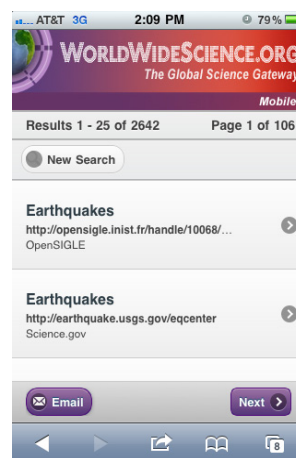 AT&T 3G 2:09 PM 79%
WORLDWIDESCIENCE.ORG
The Global Science Gateway
Mobile
Results 1 - 25 of 2642 Page 1 of 106
New Search
Earthquakes
http://opensigle.inist.fr/handle/10068/…
OpenSIGLE
Earthquakes
http://earthquake.usgs.gov/eqcenter
Science.gov
Email Next
8